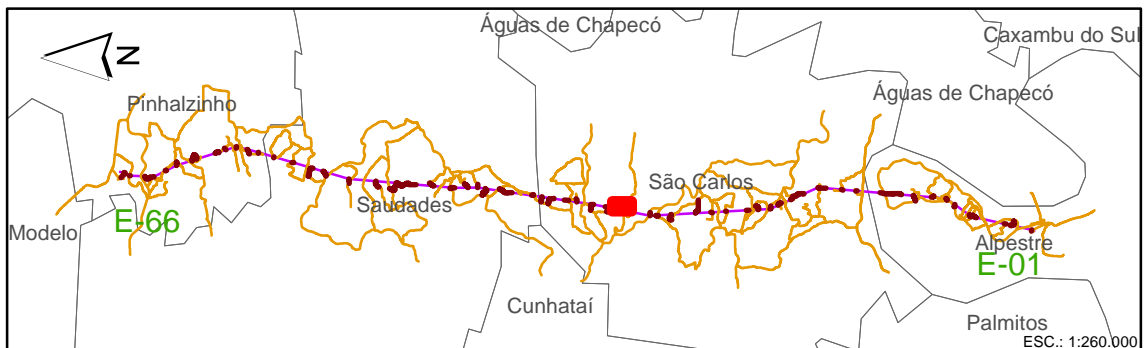 Águas de Chapecó
Caxambu do Sul
N
Pinhalzinho
Águas de Chapecó
São Carlos
Saudades
E-66
Modelo
Alpestre
E-01
Cunhataí
Palmitos
ESC.: 1:260.000